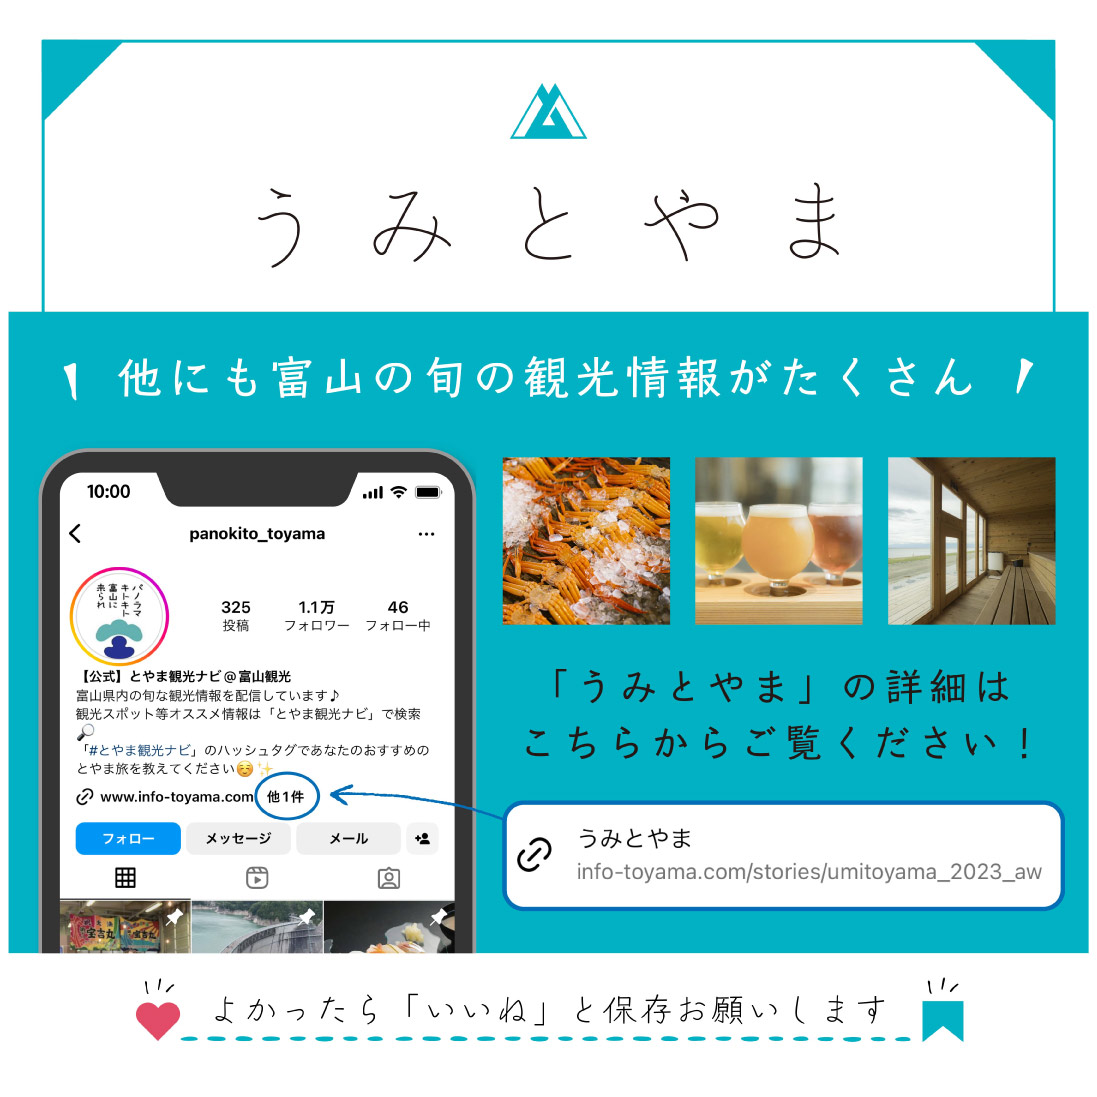 うみとやま
他にも富山の旬の観光情報がたくさん
10:00
panokito_toyama
パノラマ
キトキト
富山に
来られ
325
投稿
1.1万
フォロワー
46
フォロー中
【公式】とやま観光ナビ@富山観光
富山県内の旬な観光情報を配信しています♪
観光スポット等オススメ情報は「とやま観光ナビ」で検索
「#とやま観光ナビ」のハッシュタグであなたのおすすめの
とやま旅を教えてください
www.info-toyama.com 他1件
フォロー
メッセージ
メール
宝吉丸
宝吉丸
「うみとやま」の詳細は
こちらからご覧ください!
うみとやま
info-toyama.com/stories/umitoyama_2023_aw
よかったら「いいね」と保存お願いします